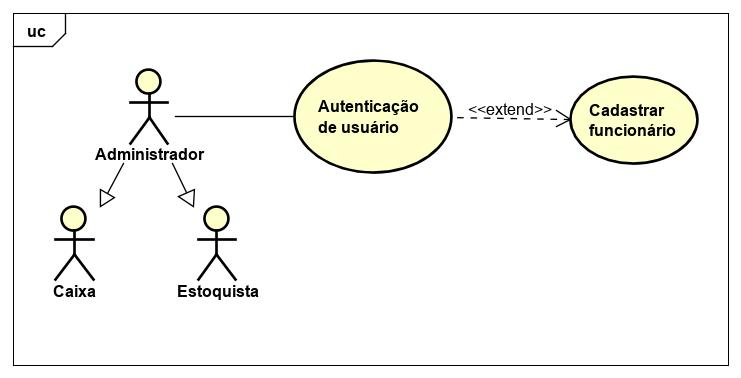 uc
Autenticação
de usuário
<<extend>>
Cadastrar
funcionário
Administrador
Caixa
Estoquista